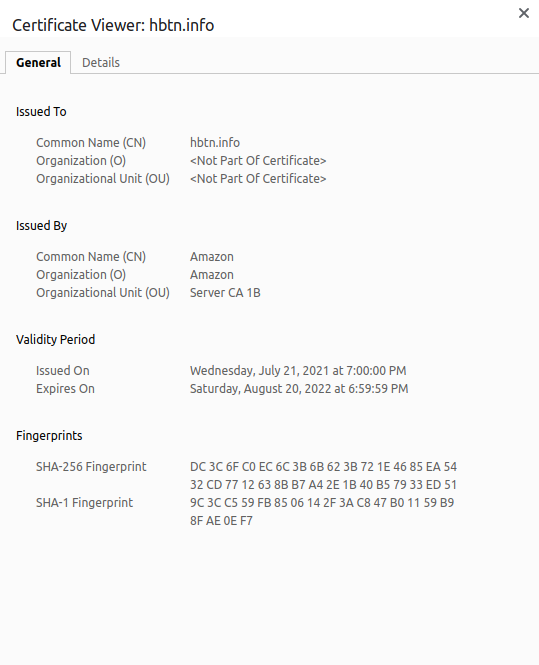 Certificate Viewer: hbtn.info
General Details
Issued To
Common Name (CN) hbtn.info
Organization (O) <Not Part Of Certificate>
Organizational Unit (OU) <Not Part Of Certificate>
Issued By
Common Name (CN) Amazon
Organization (O) Amazon
Organizational Unit (OU) Server CA 1B
Validity Period
Issued On Wednesday, July 21, 2021 at 7:00:00 PM
Expires On Saturday, August 20, 2022 at 6:59:59 PM
Fingerprints
SHA-256 Fingerprint DC 3C 6F C0 EC 6C 3B 6B 62 3B 72 1E 46 85 EA 54
32 CD 77 12 63 8B B7 A4 2E 1B 40 B5 79 33 ED 51
SHA-1 Fingerprint 9C 3C C5 59 FB 85 06 14 2F 3A C8 47 B0 11 59 B9
8F AE 0E F7